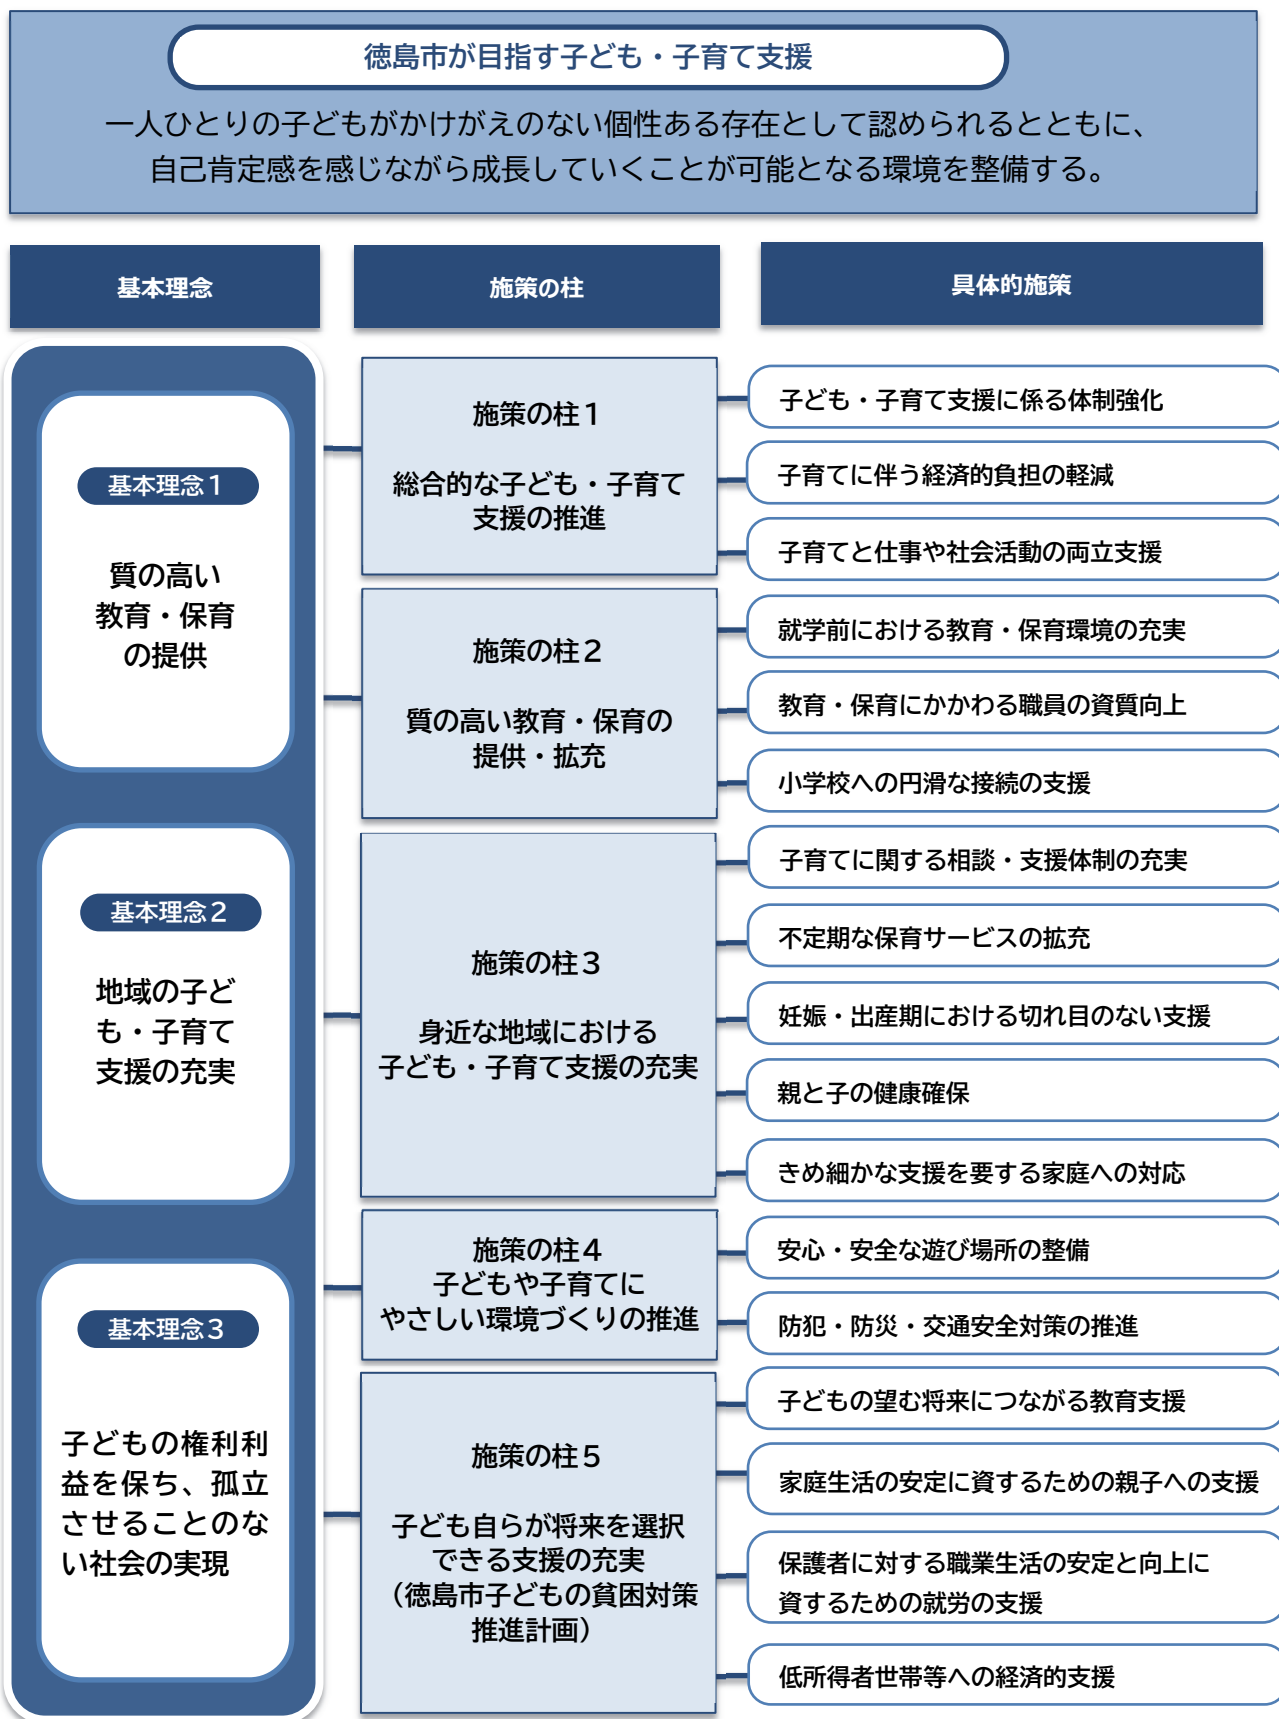 徳島市が目指す子ども・子育て支援
一人ひとりの子どもがかけがえのない個性ある存在として認められるとともに、
自己肯定感を感じながら成長していくことが可能となる環境を整備する。
基本理念
施策の柱
具体的施策
基本理念１
質の高い
教育・保育
の提供
基本理念２
地域の子ど
も・子育て
支援の充実
基本理念３
子どもの権利利
益を保ち、孤立
させることのな
い社会の実現
施策の柱１
総合的な子ども・子育て
支援の推進
子ども・子育て支援に係る体制強化
子育てに伴う経済的負担の軽減
子育てと仕事や社会活動の両立支援
施策の柱２
質の高い教育・保育の
提供・拡充
就学前における教育・保育環境の充実
教育・保育にかかわる職員の資質向上
小学校への円滑な接続の支援
施策の柱３
身近な地域における
子ども・子育て支援の充実
子育てに関する相談・支援体制の充実
不定期な保育サービスの拡充
妊娠・出産期における切れ目のない支援
親と子の健康確保
きめ細かな支援を要する家庭への対応
施策の柱４
子どもや子育てに
やさしい環境づくりの推進
安心・安全な遊び場所の整備
防犯・防災・交通安全対策の推進
施策の柱５
子ども自らが将来を選択
できる支援の充実
（徳島市子どもの貧困対策
推進計画）
子どもの望む将来につながる教育支援
家庭生活の安定に資するための親子への支援
保護者に対する職業生活の安定と向上に
資するための就労の支援
低所得者世帯等への経済的支援